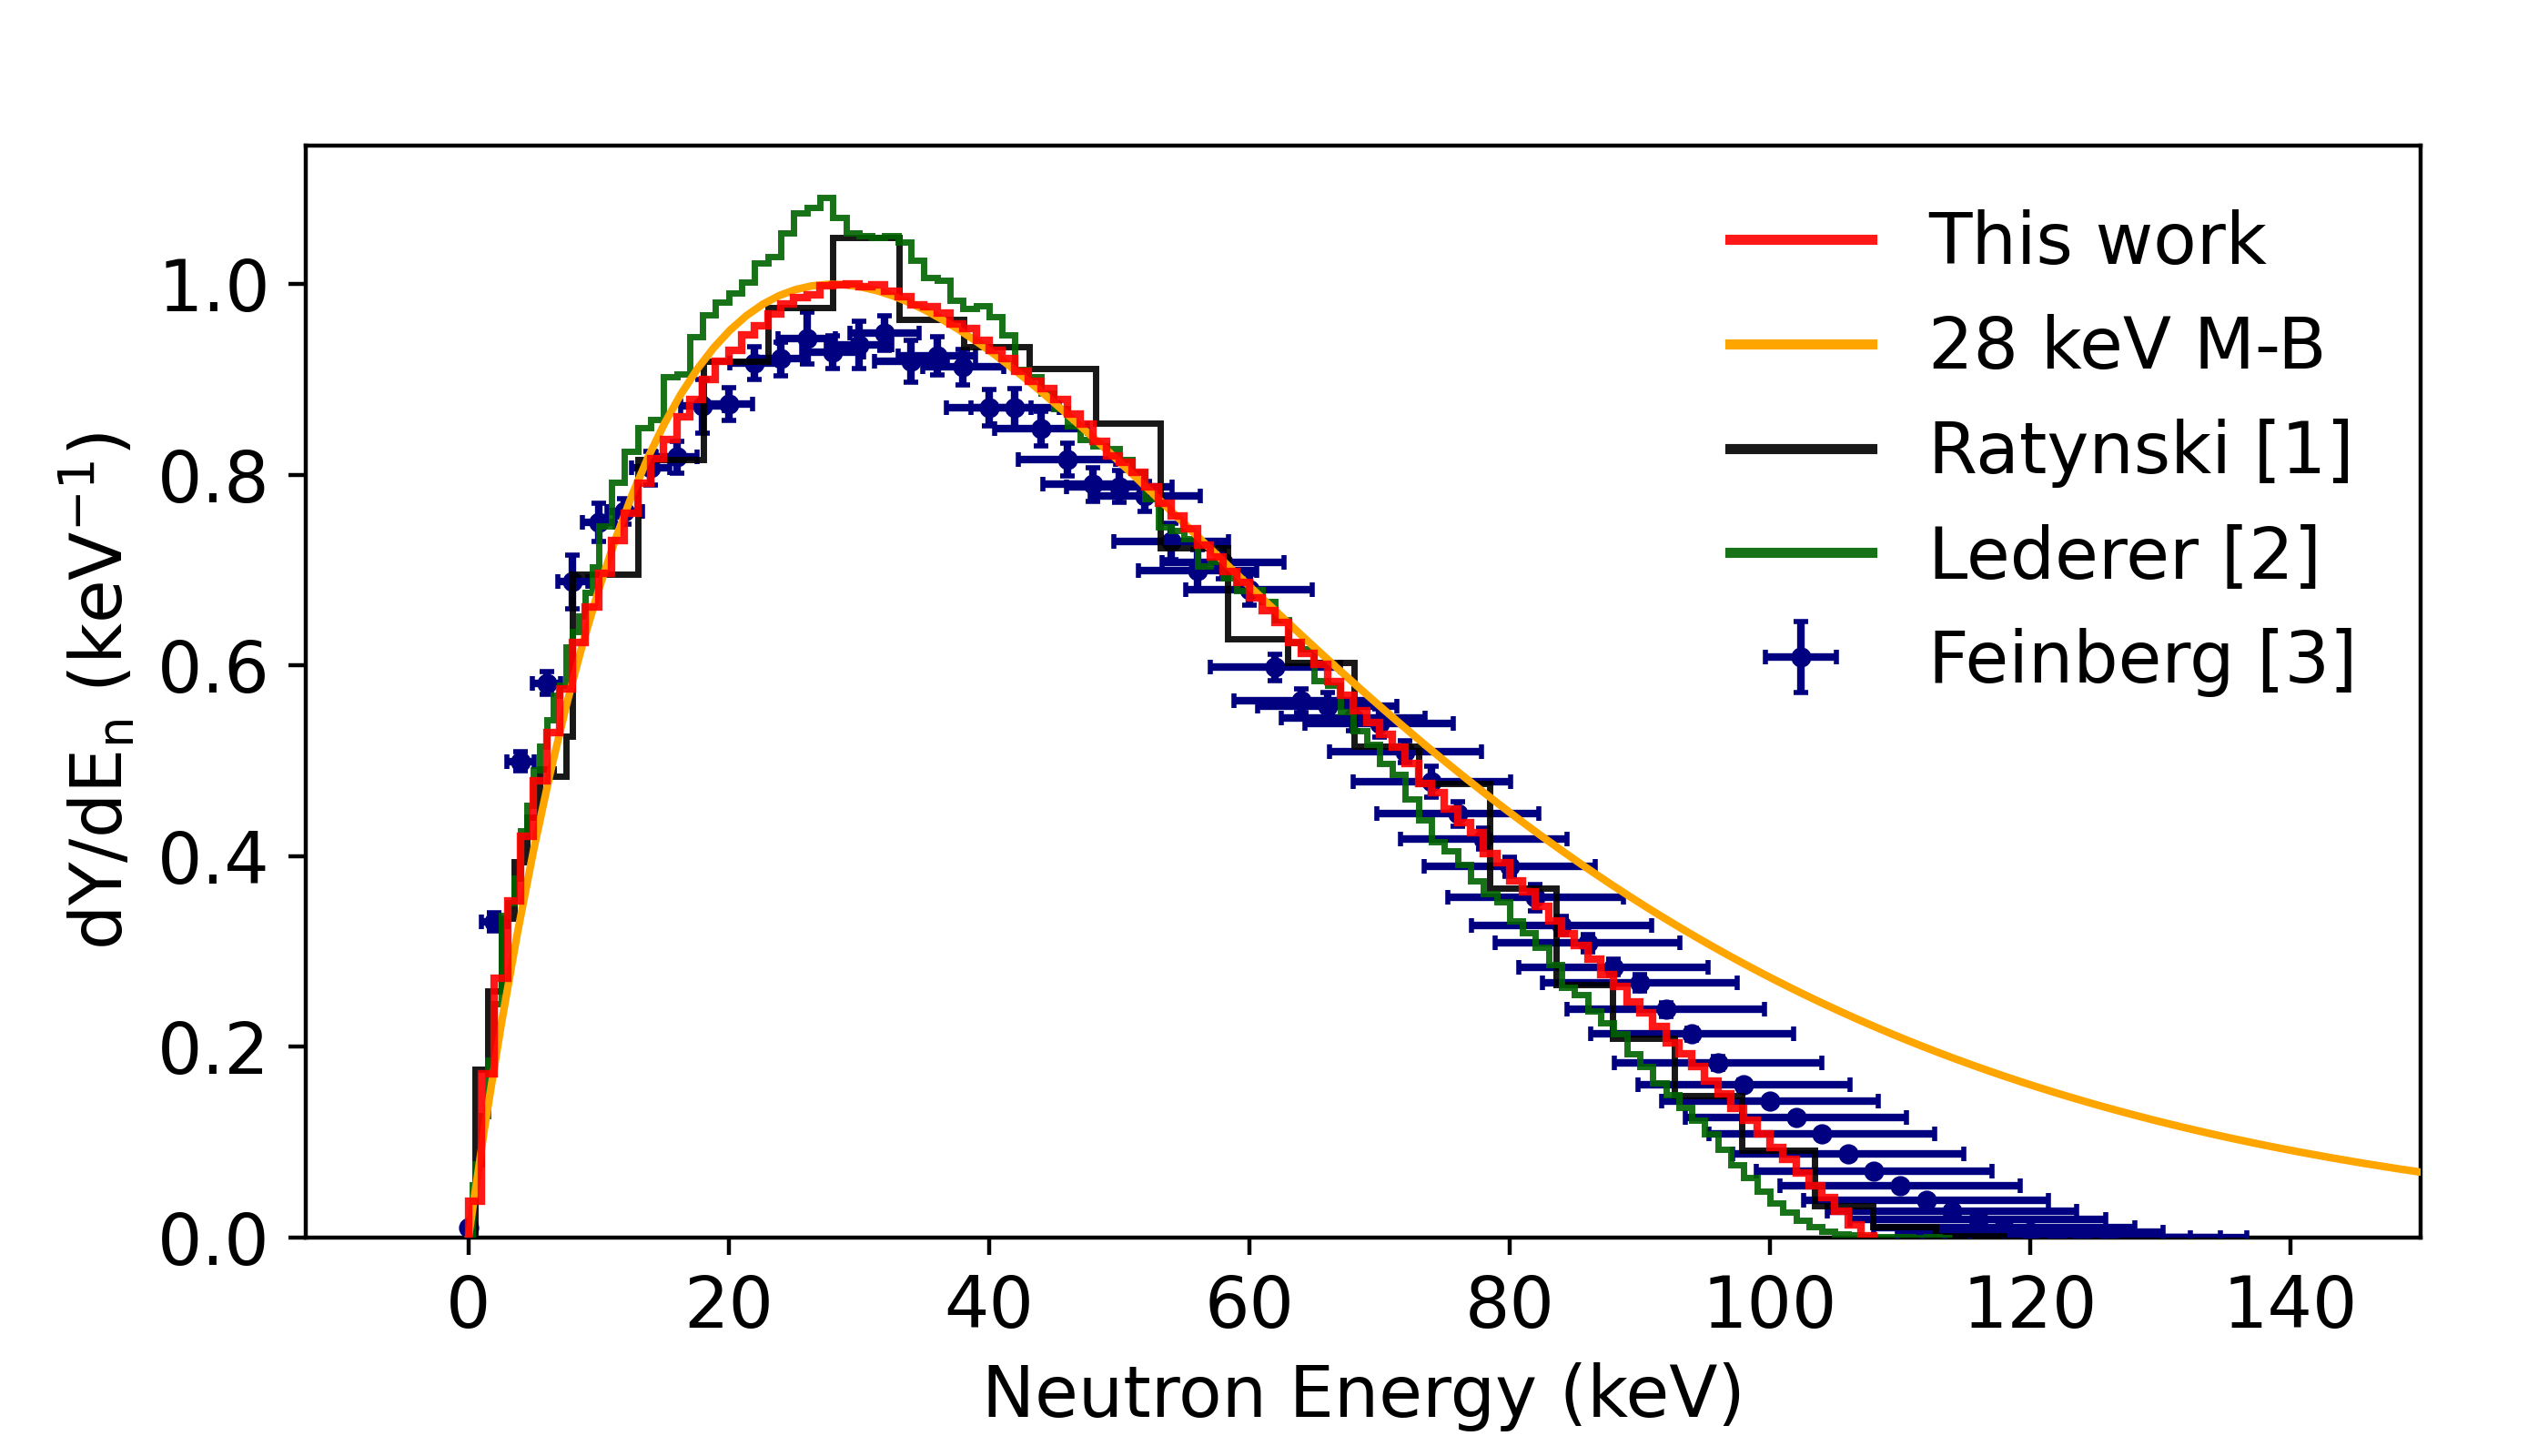 This work
28 keV M-B
Ratynski [1]
Lederer [2]
Feinberg [3]
dY/dEₙ (keV⁻¹)
1.0
0.8
0.6
0.4
0.2
0.0
0 20 40 60 80 100 120 140
Neutron Energy (keV)